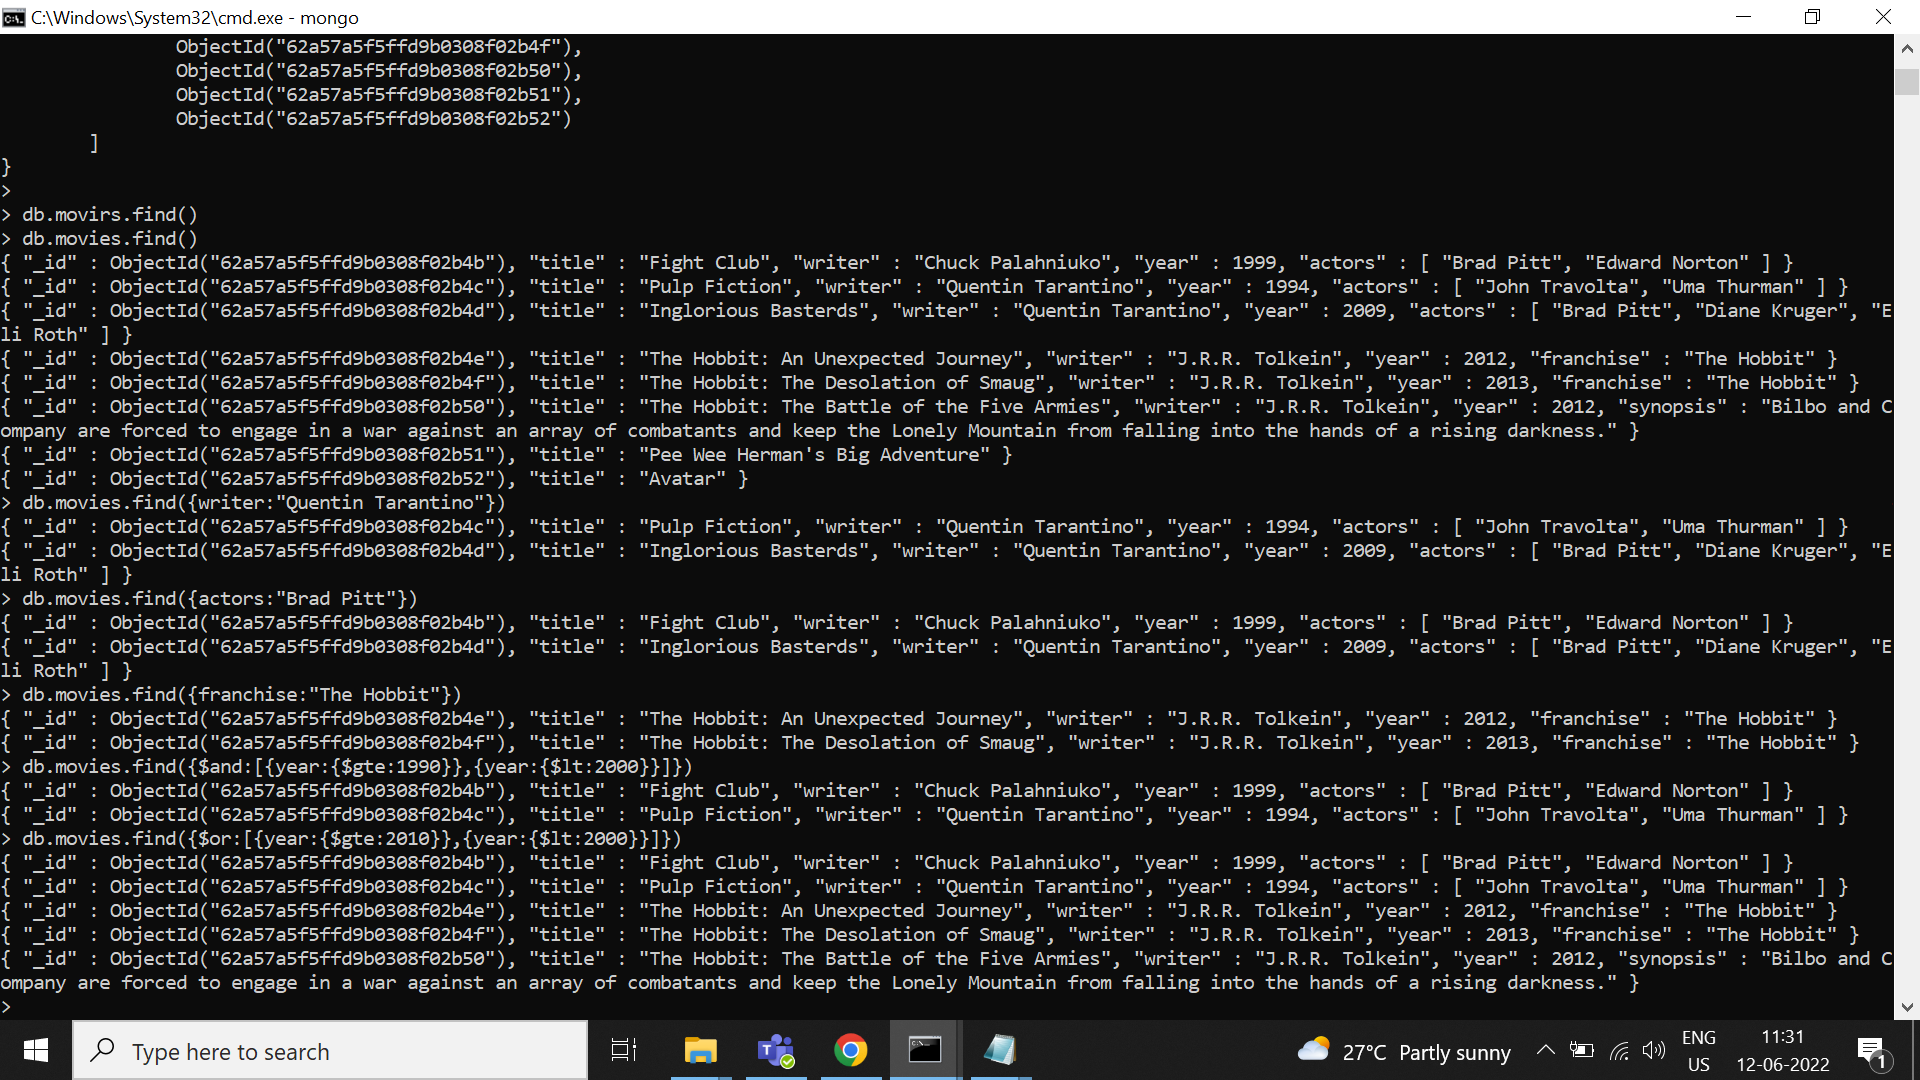 C:\Windows\System32\cmd.exe - mongo
ObjectId("62a57a5f5ffd9b0308f02b4f"),
ObjectId("62a57a5f5ffd9b0308f02b50"),
ObjectId("62a57a5f5ffd9b0308f02b51"),
ObjectId("62a57a5f5ffd9b0308f02b52")
]
}
>
> db.movirs.find()
> db.movies.find()
{ "_id" : ObjectId("62a57a5f5ffd9b0308f02b4b"), "title" : "Fight Club", "writer" : "Chuck Palahniuko", "year" : 1999, "actors" : [ "Brad Pitt", "Edward Norton" ] }
{ "_id" : ObjectId("62a57a5f5ffd9b0308f02b4c"), "title" : "Pulp Fiction", "writer" : "Quentin Tarantino", "year" : 1994, "actors" : [ "John Travolta", "Uma Thurman" ] }
{ "_id" : ObjectId("62a57a5f5ffd9b0308f02b4d"), "title" : "Inglorious Basterds", "writer" : "Quentin Tarantino", "year" : 2009, "actors" : [ "Brad Pitt", "Diane Kruger", "E
li Roth" ] }
{ "_id" : ObjectId("62a57a5f5ffd9b0308f02b4e"), "title" : "The Hobbit: An Unexpected Journey", "writer" : "J.R.R. Tolkein", "year" : 2012, "franchise" : "The Hobbit" }
{ "_id" : ObjectId("62a57a5f5ffd9b0308f02b4f"), "title" : "The Hobbit: The Desolation of Smaug", "writer" : "J.R.R. Tolkein", "year" : 2013, "franchise" : "The Hobbit" }
{ "_id" : ObjectId("62a57a5f5ffd9b0308f02b50"), "title" : "The Hobbit: The Battle of the Five Armies", "writer" : "J.R.R. Tolkein", "year" : 2012, "synopsis" : "Bilbo and C
ompany are forced to engage in a war against an array of combatants and keep the Lonely Mountain from falling into the hands of a rising darkness." }
{ "_id" : ObjectId("62a57a5f5ffd9b0308f02b51"), "title" : "Pee Wee Herman's Big Adventure" }
{ "_id" : ObjectId("62a57a5f5ffd9b0308f02b52"), "title" : "Avatar" }
> db.movies.find({writer:"Quentin Tarantino"})
{ "_id" : ObjectId("62a57a5f5ffd9b0308f02b4c"), "title" : "Pulp Fiction", "writer" : "Quentin Tarantino", "year" : 1994, "actors" : [ "John Travolta", "Uma Thurman" ] }
{ "_id" : ObjectId("62a57a5f5ffd9b0308f02b4d"), "title" : "Inglorious Basterds", "writer" : "Quentin Tarantino", "year" : 2009, "actors" : [ "Brad Pitt", "Diane Kruger", "E
li Roth" ] }
> db.movies.find({actors:"Brad Pitt"})
{ "_id" : ObjectId("62a57a5f5ffd9b0308f02b4b"), "title" : "Fight Club", "writer" : "Chuck Palahniuko", "year" : 1999, "actors" : [ "Brad Pitt", "Edward Norton" ] }
{ "_id" : ObjectId("62a57a5f5ffd9b0308f02b4d"), "title" : "Inglorious Basterds", "writer" : "Quentin Tarantino", "year" : 2009, "actors" : [ "Brad Pitt", "Diane Kruger", "E
li Roth" ] }
> db.movies.find({franchise:"The Hobbit"})
{ "_id" : ObjectId("62a57a5f5ffd9b0308f02b4e"), "title" : "The Hobbit: An Unexpected Journey", "writer" : "J.R.R. Tolkein", "year" : 2012, "franchise" : "The Hobbit" }
{ "_id" : ObjectId("62a57a5f5ffd9b0308f02b4f"), "title" : "The Hobbit: The Desolation of Smaug", "writer" : "J.R.R. Tolkein", "year" : 2013, "franchise" : "The Hobbit" }
> db.movies.find({$and:[{year:{$gte:1990}},{year:{$lt:2000}}]})
{ "_id" : ObjectId("62a57a5f5ffd9b0308f02b4b"), "title" : "Fight Club", "writer" : "Chuck Palahniuko", "year" : 1999, "actors" : [ "Brad Pitt", "Edward Norton" ] }
{ "_id" : ObjectId("62a57a5f5ffd9b0308f02b4c"), "title" : "Pulp Fiction", "writer" : "Quentin Tarantino", "year" : 1994, "actors" : [ "John Travolta", "Uma Thurman" ] }
> db.movies.find({$or:[{year:{$gte:2010}},{year:{$lt:2000}}]})
{ "_id" : ObjectId("62a57a5f5ffd9b0308f02b4b"), "title" : "Fight Club", "writer" : "Chuck Palahniuko", "year" : 1999, "actors" : [ "Brad Pitt", "Edward Norton" ] }
{ "_id" : ObjectId("62a57a5f5ffd9b0308f02b4c"), "title" : "Pulp Fiction", "writer" : "Quentin Tarantino", "year" : 1994, "actors" : [ "John Travolta", "Uma Thurman" ] }
{ "_id" : ObjectId("62a57a5f5ffd9b0308f02b4e"), "title" : "The Hobbit: An Unexpected Journey", "writer" : "J.R.R. Tolkein", "year" : 2012, "franchise" : "The Hobbit" }
{ "_id" : ObjectId("62a57a5f5ffd9b0308f02b4f"), "title" : "The Hobbit: The Desolation of Smaug", "writer" : "J.R.R. Tolkein", "year" : 2013, "franchise" : "The Hobbit" }
{ "_id" : ObjectId("62a57a5f5ffd9b0308f02b50"), "title" : "The Hobbit: The Battle of the Five Armies", "writer" : "J.R.R. Tolkein", "year" : 2012, "synopsis" : "Bilbo and C
ompany are forced to engage in a war against an array of combatants and keep the Lonely Mountain from falling into the hands of a rising darkness." }
>
Type here to search
27°C Partly sunny
ENG
US
11:31
12-06-2022
1